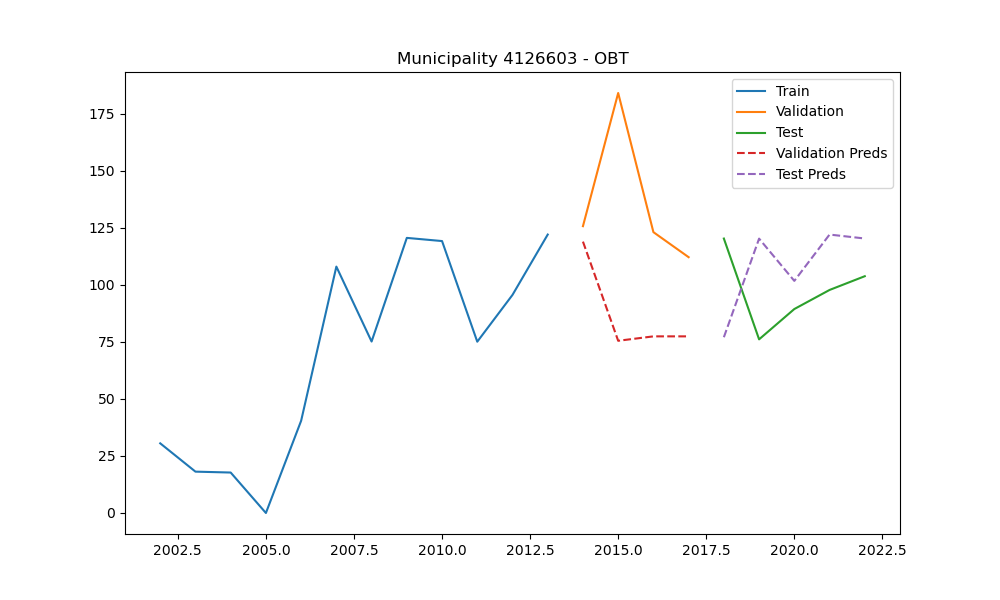 Municipality 4126603 - OBT
Train
Validation
Test
Validation Preds
Test Preds
175
150
125
100
75
50
25
0
2002.5 2005.0 2007.5 2010.0 2012.5 2015.0 2017.5 2020.0 2022.5